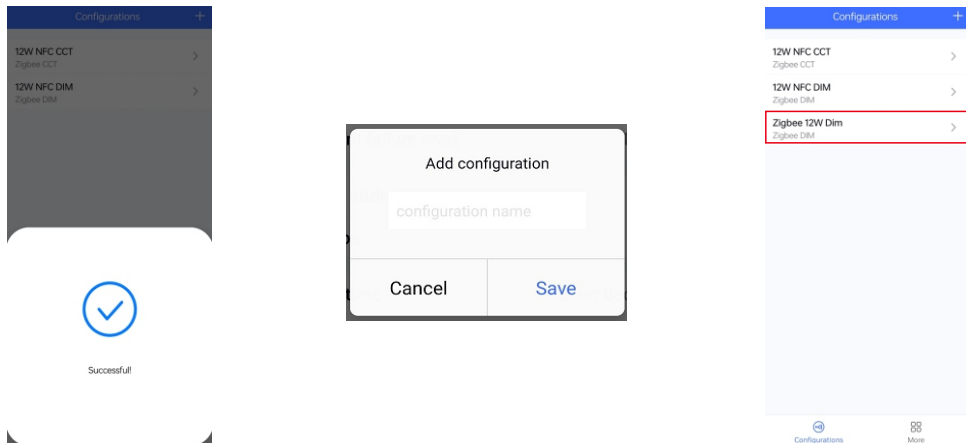 Configurations +
12W NFC CCT
Zigbee CCT
12W NFC DIM
Zigbee DIM
Successful!
Add configuration
configuration name
Cancel
Save
Configurations +
12W NFC CCT
Zigbee CCT
12W NFC DIM
Zigbee DIM
Zigbee 12W Dim
Zigbee DIM
Configurations
More